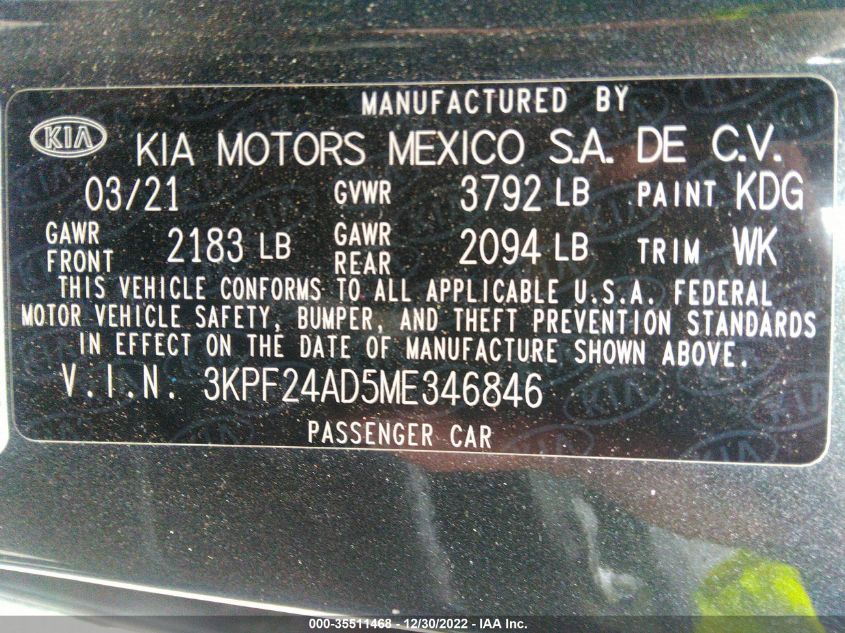 MANUFACTURED BY
KIA
KIA MOTORS MEXICO S.A. DE C.V.
03/21 GVWR 3792 LB PAINT KDG
GAWR FRONT 2183 LB GAWR REAR 2094 LB TRIM WK
THIS VEHICLE CONFORMS TO ALL APPLICABLE U.S.A. FEDERAL
MOTOR VEHICLE SAFETY, BUMPER, AND THEFT PREVENTION STANDARDS
IN EFFECT ON THE DATE OF MANUFACTURE SHOWN ABOVE.
V.I.N. 3KPF24AD5ME346846
PASSENGER CAR
000-35511468 - 12/30/2022 - IAA Inc.